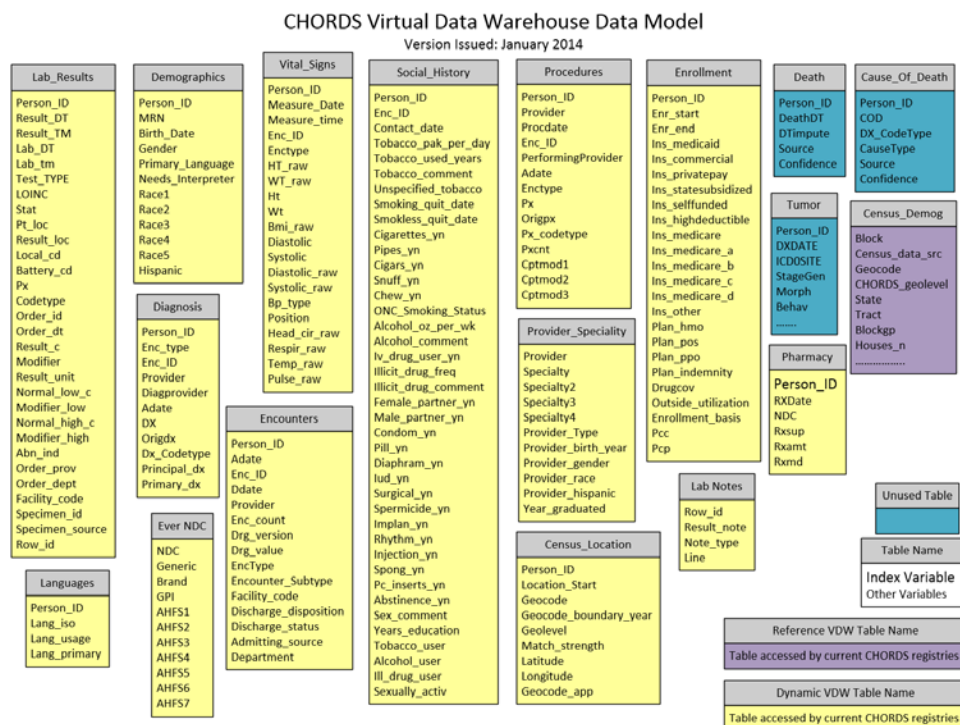 CHORDS Virtual Data Warehouse Data Model
Version Issued: January 2014
Lab_Results
Person_ID
Result_DT
Result_TM
Lab_DT
Lab_tm
Test_TYPE
LOINC
Stat
Pt_loc
Result_loc
Local_cd
Battery_cd
Px
Codetype
Order_id
Order_dt
Result_c
Modifier
Result_unit
Normal_low_c
Modifier_low
Normal_high_c
Modifier_high
Abn_ind
Order_prov
Order_dept
Facility_code
Specimen_id
Specimen_source
Row_id
Languages
Person_ID
Lang_iso
Lang_usage
Lang_primary
Demographics
Person_ID
MRN
Birth_Date
Gender
Primary_Language
Needs_Interpreter
Race1
Race2
Race3
Race4
Race5
Hispanic
Diagnosis
Person_ID
Enc_type
Enc_ID
Provider
Diagprovider
Adate
DX
Origdx
Dx_Codetype
Principal_dx
Primary_dx
Ever NDC
NDC
Generic
Brand
GPI
AHFS1
AHFS2
AHFS3
AHFS4
AHFS5
AHFS6
AHFS7
Vital_Signs
Person_ID
Measure_Date
Measure_time
Enc_ID
Enctype
HT_raw
WT_raw
Ht
Wt
Bmi_raw
Diastolic
Systolic
Diastolic_raw
Systolic_raw
Bp_type
Position
Head_cir_raw
Respir_raw
Temp_raw
Pulse_raw
Encounters
Person_ID
Adate
Enc_ID
Ddate
Provider
Enc_count
Drg_version
Drg_value
EncType
Encounter_Subtype
Facility_code
Discharge_disposition
Discharge_status
Admitting_source
Department
Social_History
Person_ID
Enc_ID
Contact_date
Tobacco_pak_per_day
Tobacco_used_years
Tobacco_comment
Unspecified_tobacco
Smoking_quit_date
Smokless_quit_date
Cigarettes_yn
Pipes_yn
Cigars_yn
Snuff_yn
Chew_yn
ONC_Smoking_Status
Alcohol_oz_per_wk
Alcohol_comment
Iv_drug_user_yn
Illicit_drug_freq
Illicit_drug_comment
Female_partner_yn
Male_partner_yn
Condom_yn
Pill_yn
Diaphram_yn
Iud_yn
Surgical_yn
Spermicide_yn
Implan_yn
Rhythm_yn
Injection_yn
Spong_yn
Pc_inserts_yn
Abstinence_yn
Sex_comment
Years_education
Tobacco_user
Alcohol_user
Ill_drug_user
Sexually_activ
Procedures
Person_ID
Provider
Procdate
Enc_ID
PerformingProvider
Adate
Enctype
Px
Origpx
Px_codetype
Pxcnt
Cptmod1
Cptmod2
Cptmod3
Provider_Speciality
Provider
Specialty
Specialty2
Specialty3
Specialty4
Provider_Type
Provider_birth_year
Provider_gender
Provider_race
Provider_hispanic
Year_graduated
Census_Location
Person_ID
Location_Start
Geocode
Geocode_boundary_year
Geolevel
Match_strength
Latitude
Longitude
Geocode_app
Enrollment
Person_ID
Enr_start
Enr_end
Ins_medicaid
Ins_commercial
Ins_privatepay
Ins_statesubsidized
Ins_selffunded
Ins_highdeductible
Ins_medicare
Ins_medicare_a
Ins_medicare_b
Ins_medicare_c
Ins_medicare_d
Ins_other
Plan_hmo
Plan_pos
Plan_ppo
Plan_indemnity
Drugcov
Outside_utilization
Enrollment_basis
Pcc
Pcp
Lab Notes
Row_id
Result_note
Note_type
Line
Death
Person_ID
DeathDT
DTimpute
Source
Confidence
Tumor
Person_ID
DXDATE
ICD0SITE
StageGen
Morph
Behav
.......
Pharmacy
Person_ID
RXDate
NDC
Rxsup
Rxamt
Rxmd
Cause_Of_Death
Person_ID
COD
DX_CodeType
CauseType
Source
Confidence
Census_Demog
Block
Census_data_src
Geocode
CHORDS_geolevel
State
Tract
Blockgp
Houses_n
..................
Unused Table
Table Name
Index Variable
Other Variables
Reference VDW Table Name
Table accessed by current CHORDS registries
Dynamic VDW Table Name
Table accessed by current CHORDS registries